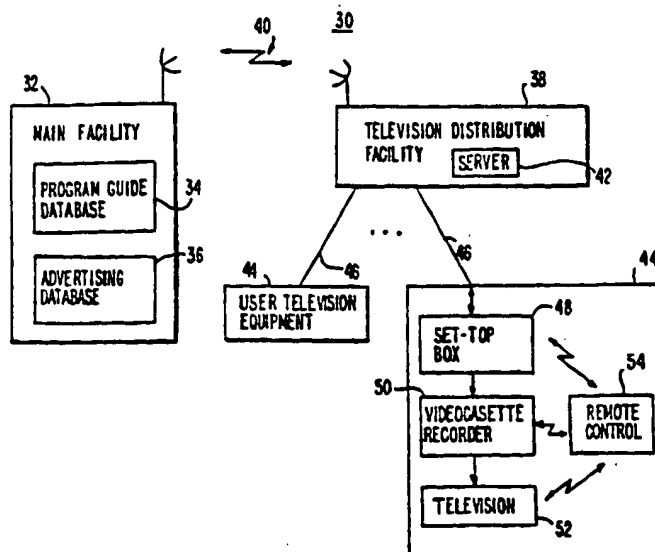 30
40
32
MAIN FACILITY
PROGRAM GUIDE
DATABASE
34
ADVERTISING
DATABASE
36
38
TELEVISION DISTRIBUTION
FACILITY
SERVER
42
...
46
46
44
USER TELEVISION
EQUIPMENT
44
48
SET-TOP
BOX
50
VIDEOCASETTE
RECORDER
54
REMOTE
CONTROL
TELEVISION
52